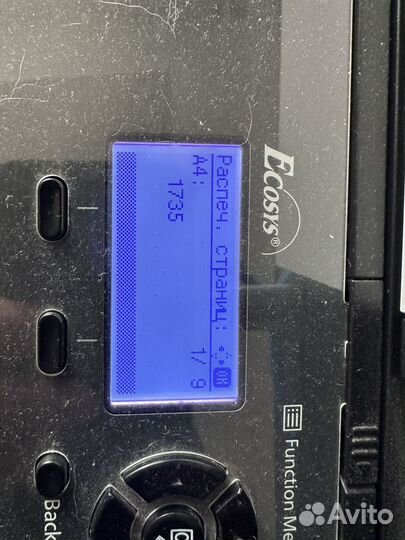 ECOSYS®
Распеч. страниц: OK
A4: 1/ 9
1735
Function Me
Back
Avito